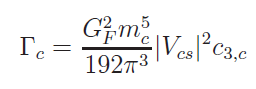 Γ_c = \frac{G_F^2 m_c^5}{192π^3} |V_{cs}|^2 c_{3,c}